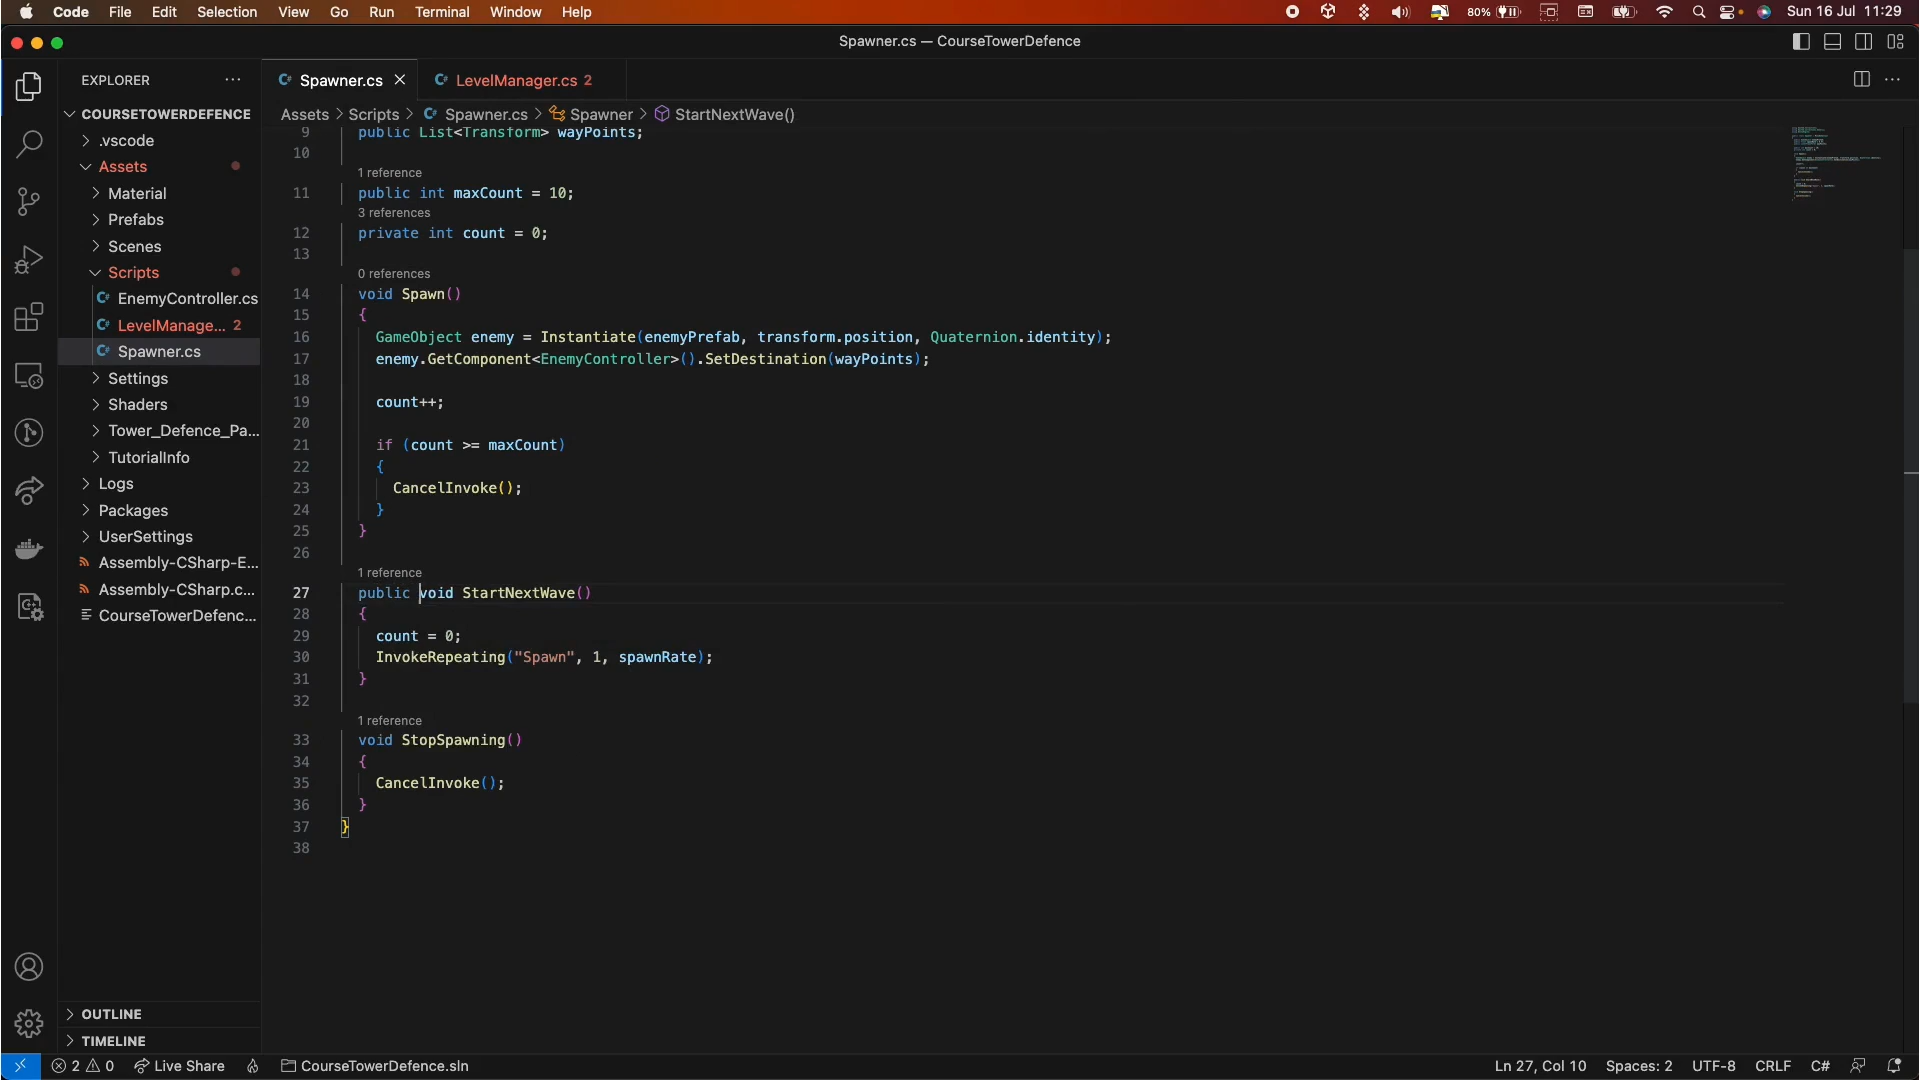 Code File Edit Selection View Go Run Terminal Window Help 80% Sun 16 Jul 11:29
Spawner.cs — CourseTowerDefence
EXPLORER
COURSETOWERDEFENCE
.vscode
Assets
Material
Prefabs
Scenes
Scripts
EnemyController.cs
LevelManage... 2
Spawner.cs
Settings
Shaders
Tower_Defence_Pa...
TutorialInfo
Logs
Packages
UserSettings
Assembly-CSharp-E...
Assembly-CSharp.c...
CourseTowerDefenc...
OUTLINE
TIMELINE
Spawner.cs LevelManager.cs 2
Assets > Scripts > Spawner.cs > Spawner > StartNextWave()
9 public List<Transform> wayPoints;
10
1 reference
11 public int maxCount = 10;
3 references
12 private int count = 0;
13
0 references
14 void Spawn()
15 {
16 GameObject enemy = Instantiate(enemyPrefab, transform.position, Quaternion.identity);
17 enemy.GetComponent<EnemyController>().SetDestination(wayPoints);
18
19 count++;
20
21 if (count >= maxCount)
22 {
23 CancelInvoke();
24 }
25 }
26
1 reference
27 public void StartNextWave()
28 {
29 count = 0;
30 InvokeRepeating("Spawn", 1, spawnRate);
31 }
32
1 reference
33 void StopSpawning()
34 {
35 CancelInvoke();
36 }
37 }
38
2 0 Live Share CourseTowerDefence.sln Ln 27, Col 10 Spaces: 2 UTF-8 CRLF C#